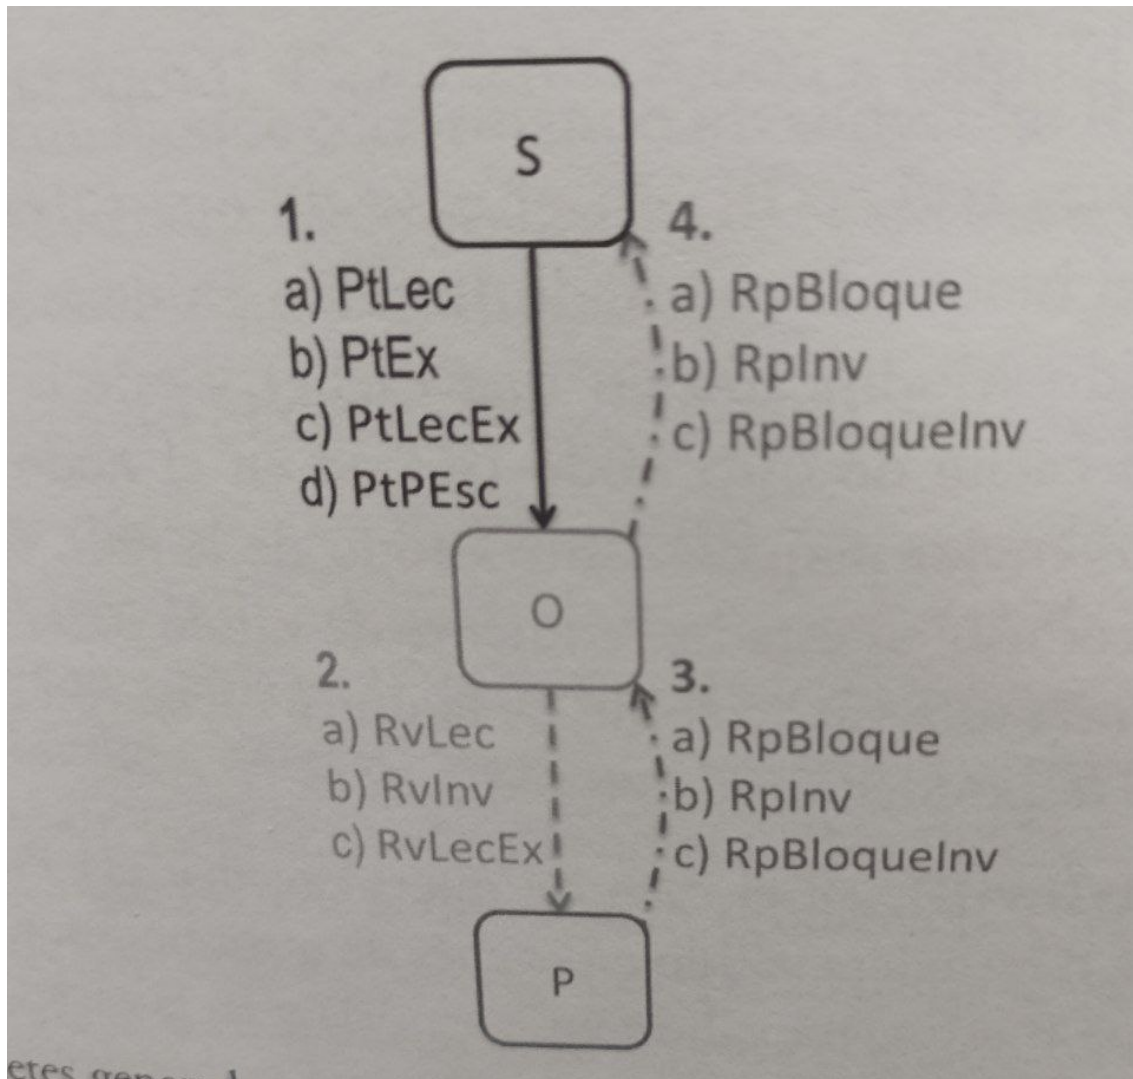 S
1.
a) PtLec
b) PtEx
c) PtLecEx
d) PtPEsc
4.
a) RpBloque
b) RpInv
c) RpBloqueInv
O
2.
a) RvLec
b) RvInv
c) RvLecEx
3.
a) RpBloque
b) RpInv
c) RpBloqueInv
P